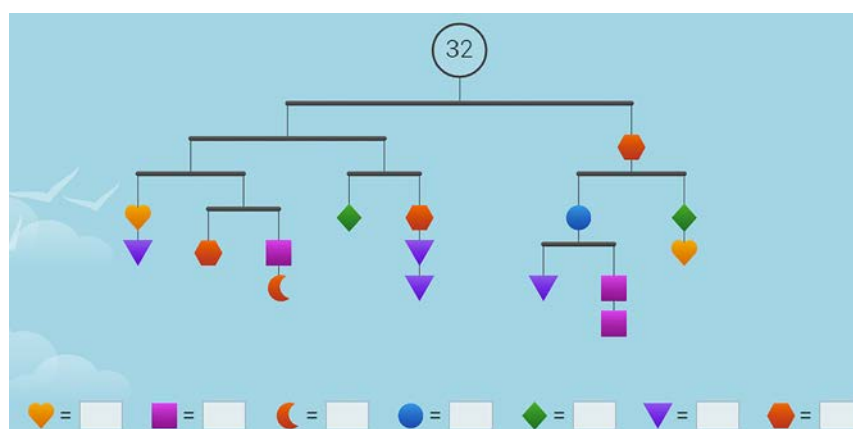 32
= = = = = = =